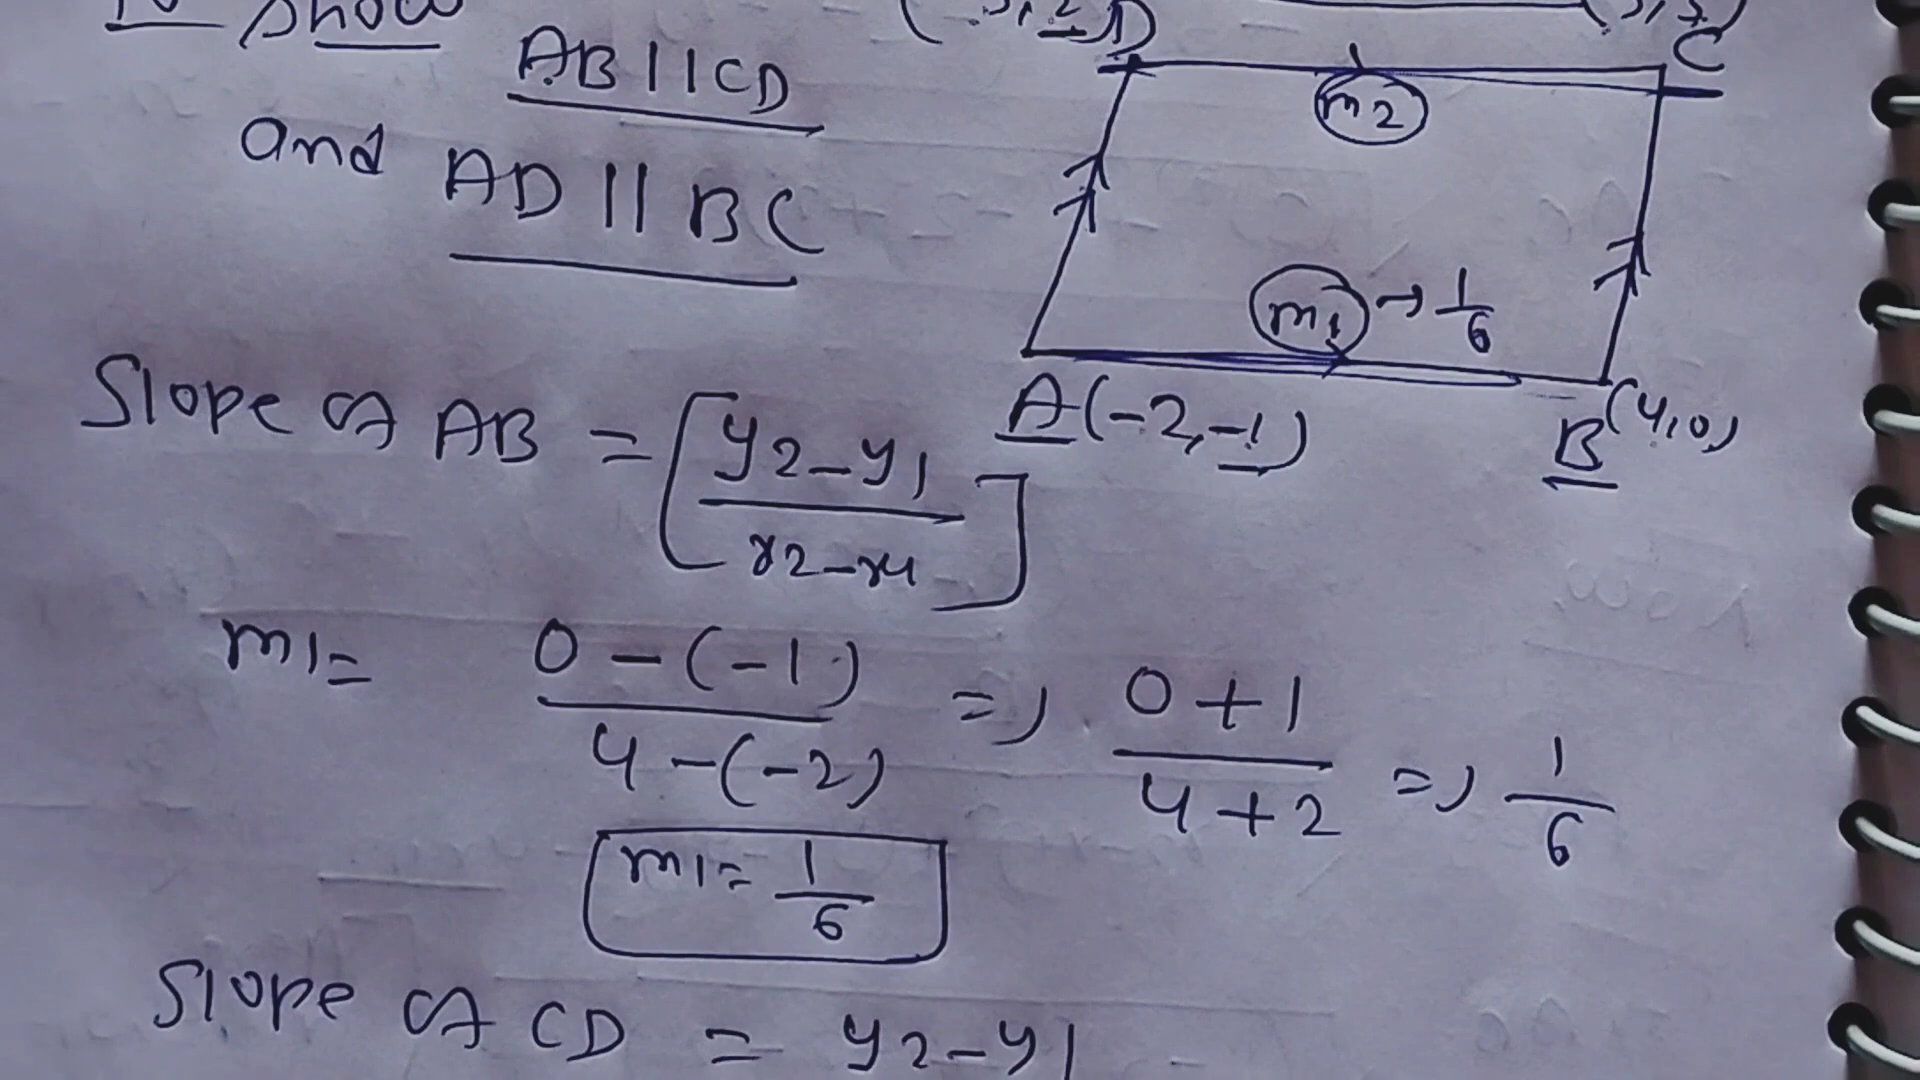 To Show
AB || CD
and AD || BC
D
C
m2
m1 → 1/6
A(-2,-1)
B(4,0)
Slope of AB = [y2-y1 / x2-x1]
m1 = 0-(-1) / 4-(-2) => 0+1 / 4+2 => 1/6
m1 = 1/6
Slope of CD = y2-y1